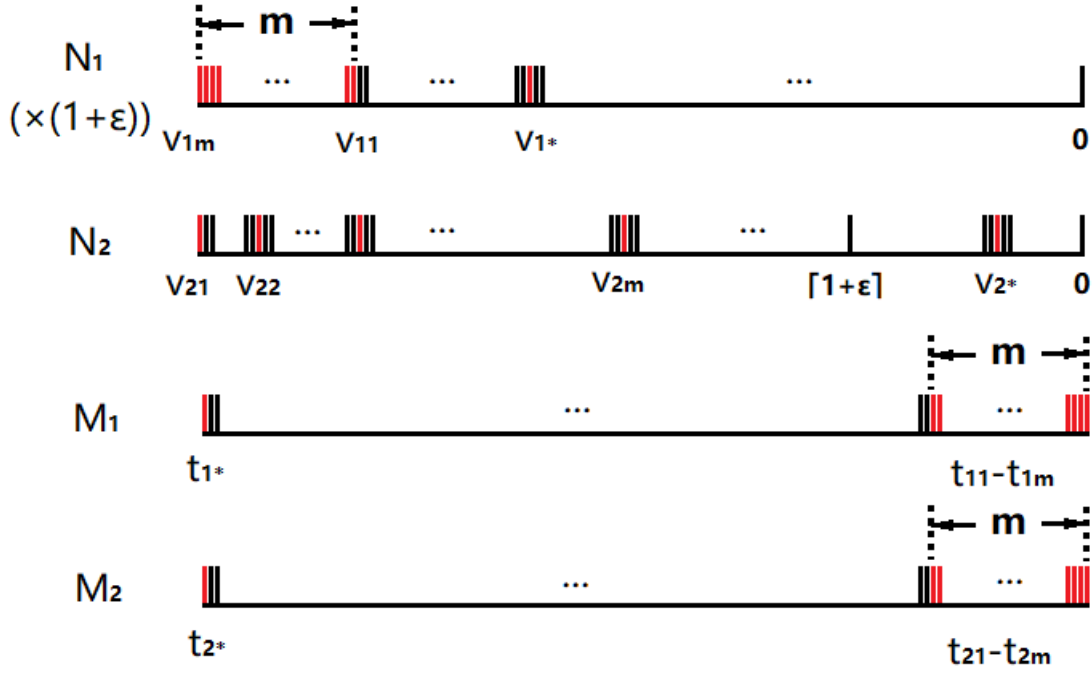 m
N₁ ... ... ...
(×(1+ε))
V₁ₘ V₁₁ V₁* 0
N₂ ... ... ...
V₂₁ V₂₂ V₂ₘ ⌈1+ε⌉ V₂* 0
m
M₁ ... ...
t₁* t₁₁-t₁ₘ
m
M₂ ... ...
t₂* t₂₁-t₂ₘ